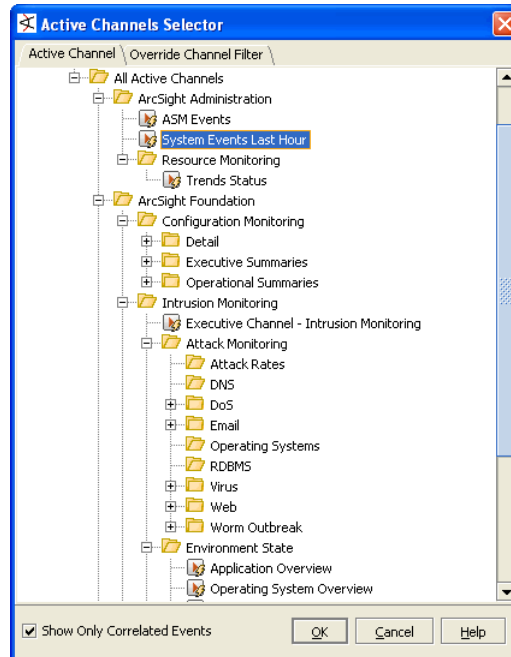 Active Channels Selector
Active Channel
Override Channel Filter
All Active Channels
ArcSight Administration
ASM Events
System Events Last Hour
Resource Monitoring
Trends Status
ArcSight Foundation
Configuration Monitoring
Detail
Executive Summaries
Operational Summaries
Intrusion Monitoring
Executive Channel - Intrusion Monitoring
Attack Monitoring
Attack Rates
DNS
DoS
Email
Operating Systems
RDBMS
Virus
Web
Worm Outbreak
Environment State
Application Overview
Operating System Overview
Show Only Correlated Events
OK
Cancel
Help